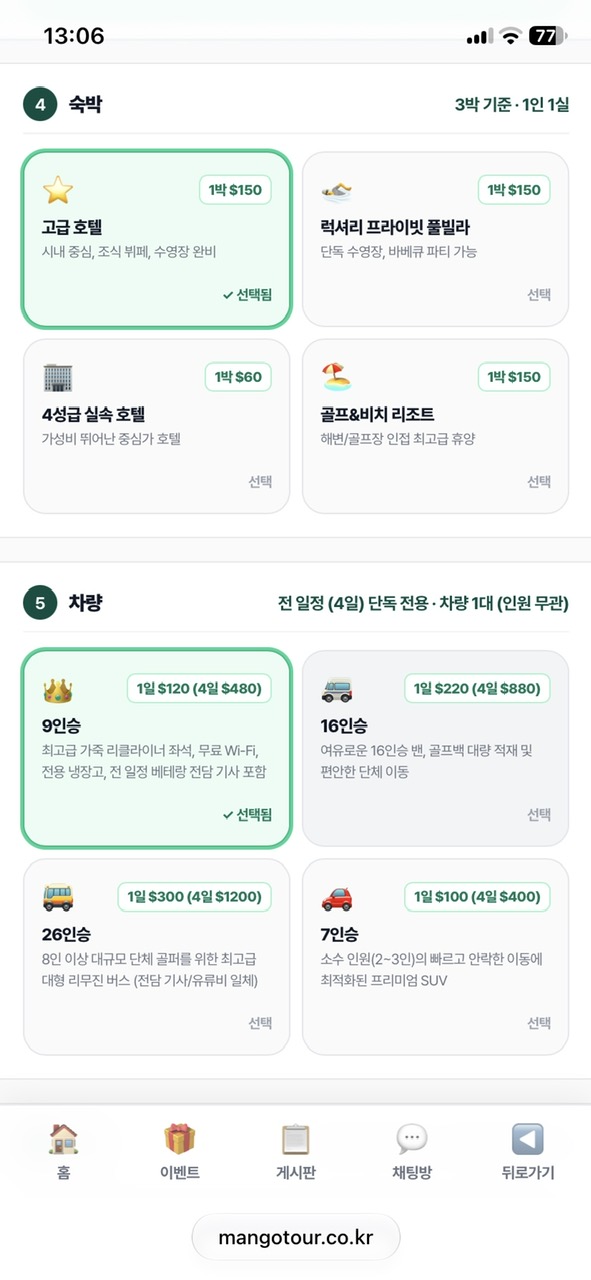 13:06
77
4 숙박
3박 기준 · 1인 1실
1박 $150
고급 호텔
시내 중심, 조식 뷔페, 수영장 완비
✓ 선택됨
1박 $150
럭셔리 프라이빗 풀빌라
단독 수영장, 바베큐 파티 가능
선택
1박 $60
4성급 실속 호텔
가성비 뛰어난 중심가 호텔
선택
1박 $150
골프&비치 리조트
해변/골프장 인접 최고급 휴양
선택
5 차량
전 일정 (4일) 단독 전용 · 차량 1대 (인원 무관)
1일 $120 (4일 $480)
9인승
최고급 가죽 리클라이너 좌석, 무료 Wi-Fi,
전용 냉장고, 전 일정 베테랑 전담 기사 포함
✓ 선택됨
1일 $220 (4일 $880)
16인승
여유로운 16인승 밴, 골프백 대량 적재 및
편안한 단체 이동
선택
1일 $300 (4일 $1200)
26인승
8인 이상 대규모 단체 골퍼를 위한 최고급
대형 리무진 버스 (전담 기사/유류비 일체)
선택
1일 $100 (4일 $400)
7인승
소수 인원(2~3인)의 빠르고 안락한 이동에
최적화된 프리미엄 SUV
선택
홈
이벤트
게시판
채팅방
뒤로가기
mangotour.co.kr